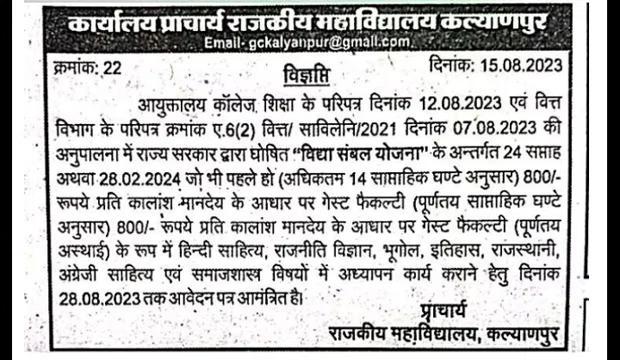 कार्यालय प्राचार्य राजकीय महाविद्यालय कल्याणपुर
Email- gckalyanpur@gmail.com
क्रमांक: 22 दिनांक: 15.08.2023
विज्ञप्ति
आयुक्तालय कॉलेज, शिक्षा के परिपत्र दिनांक 12.08.2023 एवं वित्त
विभाग के परिपत्र क्रमांक ए.6(2) वित्त/ साविलेनि/2021 दिनांक 07.08.2023 की
अनुपालना में राज्य सरकार द्वारा घोषित "विद्या संबल योजना" के अन्तर्गत 24 सप्ताह
अथवा 28.02.2024 जो भी पहले हो (अधिकतम 14 साप्ताहिक घण्टे अनुसार) 800/-
रूपये प्रति कालांश मानदेय के आधार पर गेस्ट फैकल्टी (पूर्णतय साप्ताहिक घण्टे
अनुसार) 800/- रूपये प्रति कालांश मानदेय के आधार पर गेस्ट फैकल्टी (पूर्णतय
अस्थाई) के रूप में हिन्दी साहित्य, राजनीति विज्ञान, भूगोल, इतिहास, राजस्थानी,
अंग्रेजी साहित्य एवं समाजशास्त्र विषयों में अध्यापन कार्य कराने हेतु दिनांक
28.08.2023 तक आवेदन पत्र आमंत्रित है।
प्राचार्य
राजकीय महाविद्यालय, कल्याणपुर